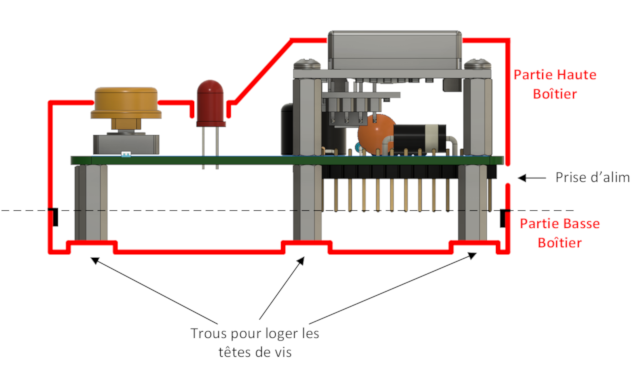 Partie Haute
Boîtier
Prise d'alim
Partie Basse
Boîtier
Trous pour loger les
têtes de vis